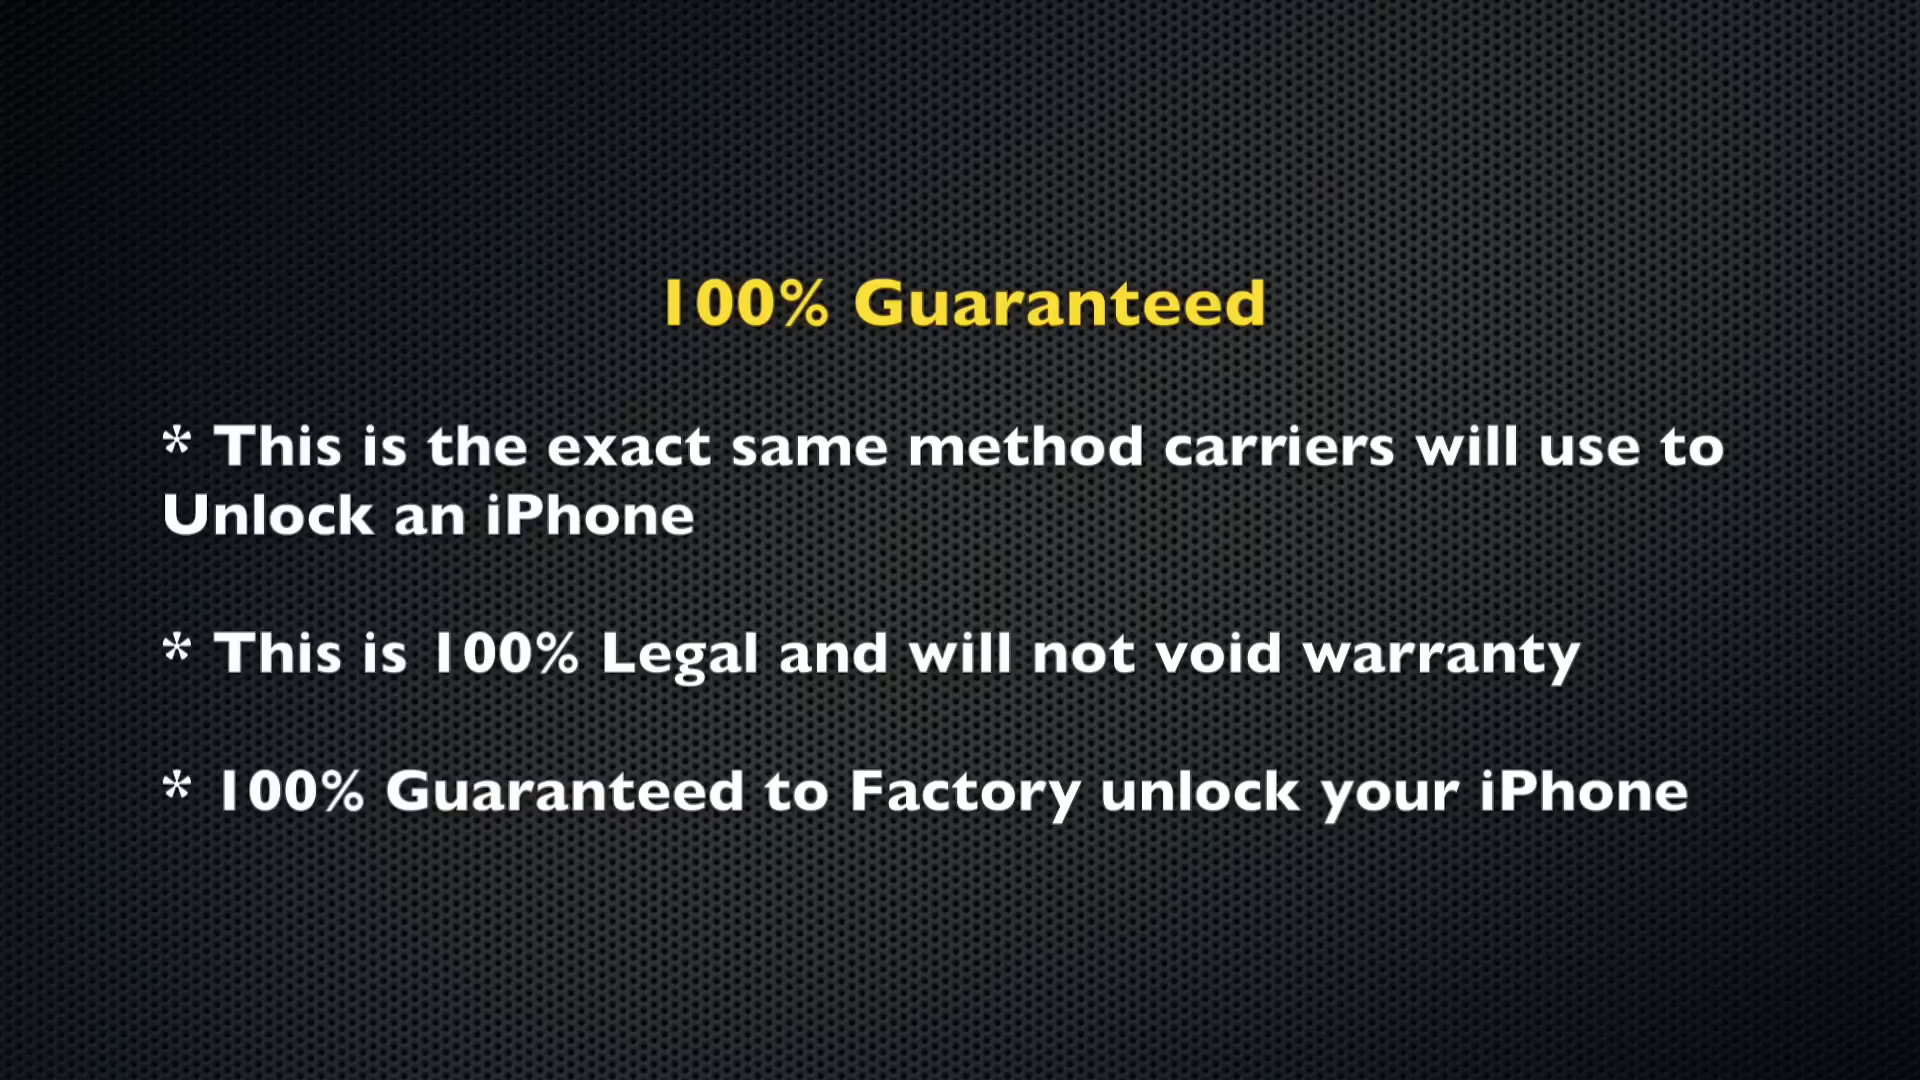 100% Guaranteed
* This is the exact same method carriers will use to
Unlock an iPhone
* This is 100% Legal and will not void warranty
* 100% Guaranteed to Factory unlock your iPhone